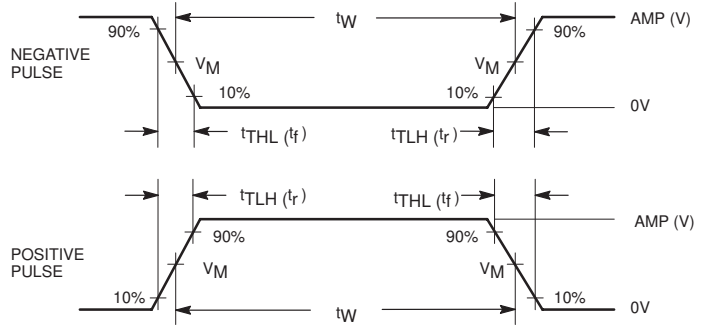 tW
AMP (V)
90%
90%
NEGATIVE
PULSE
VM
VM
10%
10%
0V
tTHL (tf)
tTLH (tr)
tTLH (tr)
tTHL (tf)
AMP (V)
90%
90%
POSITIVE
PULSE
VM
VM
10%
10%
tW
0V